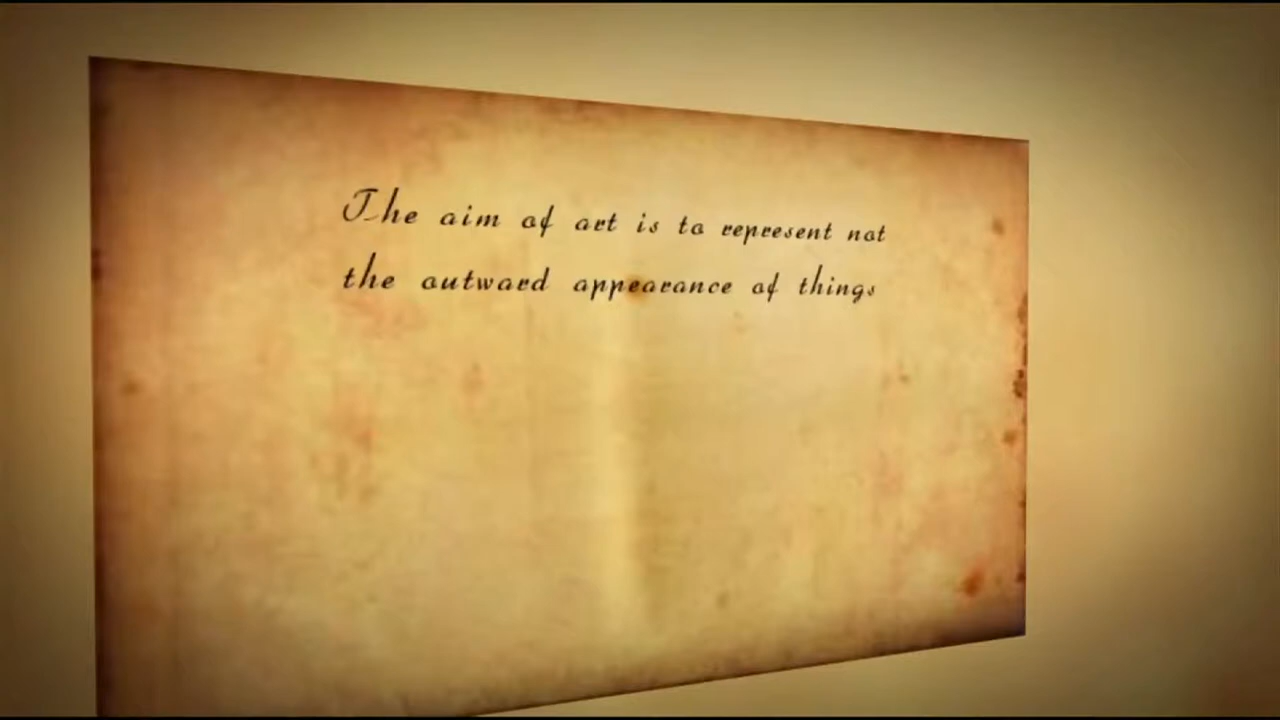 The aim of art is to represent not
the outward appearance of things